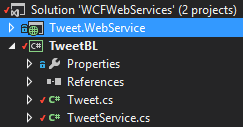 Solution 'WCFWebServices' (2 projects)
Tweet.WebService
C# TweetBL
Properties
References
C# Tweet.cs
C# TweetService.cs